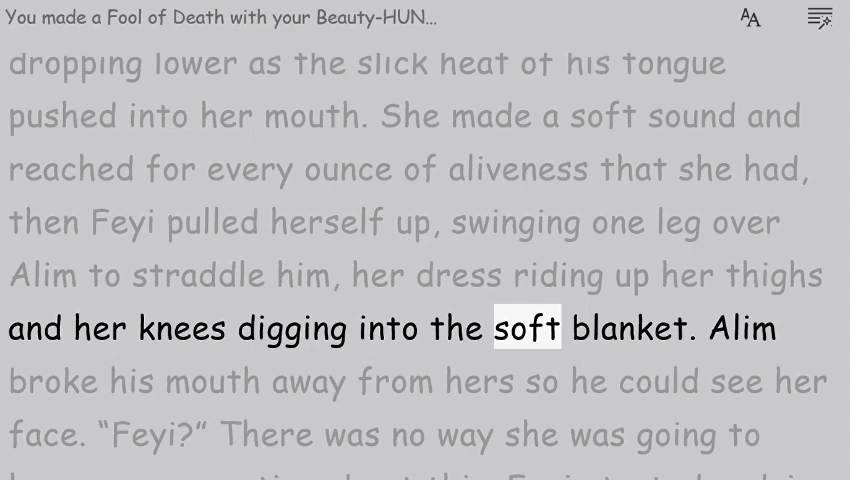 You made a Fool of Death with your Beauty-HUN...
AA
dropping lower as the slick heat of his tongue
pushed into her mouth. She made a soft sound and
reached for every ounce of aliveness that she had,
then Feyi pulled herself up, swinging one leg over
Alim to straddle him, her dress riding up her thighs
and her knees digging into the soft blanket. Alim
broke his mouth away from hers so he could see her
face. “Feyi?” There was no way she was going to